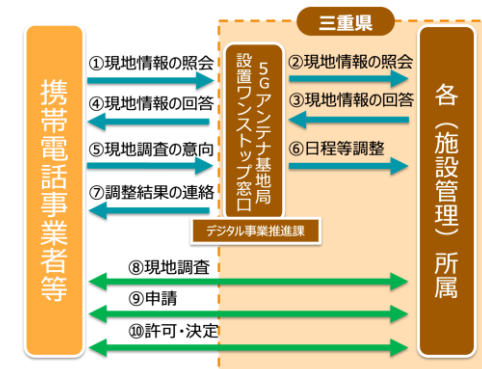 三重県
携帯電話事業者等
5Gアンテナ基地局
設置ワンストップ窓口
デジタル事業推進課
各（施設管理）所属
①現地情報の照会
②現地情報の照会
③現地情報の回答
④現地情報の回答
⑤現地調査の意向
⑥日程等調整
⑦調整結果の連絡
⑧現地調査
⑨申請
⑩許可・決定